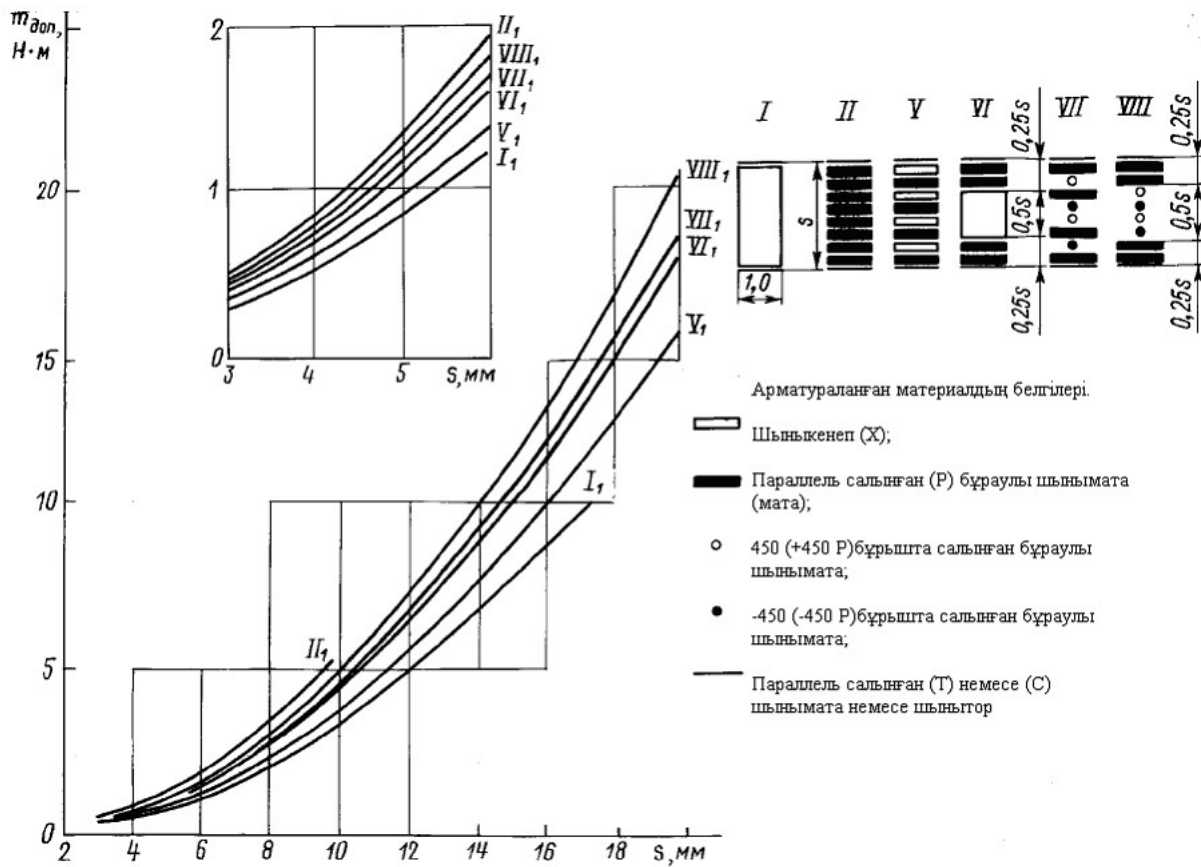 m доп,
Н·м
20
15
10
5
0
2
4
6
8
10
12
14
16
18
s, мм
2
1
0
3
4
5
s, мм
II₁
VIII₁
VII₁
VI₁
V₁
I₁
VIII₁
VII₁
VI₁
V₁
I₁
II₁
I
II
V
VI
VII
VIII
s
1,0
0,25s
0,5s
0,25s
0,25s
0,5s
0,25s
Арматураланған материалдың белгілері.
Шыныкенеп (Х);
Параллель салынған (Р) бұраулы шынымата
(мата);
450 (+450 Р)бұрышта салынған бұраулы
шынымата;
-450 (-450 Р)бұрышта салынған бұраулы
шынымата;
Параллель салынған (Т) немесе (С)
шынымата немесе шынытор